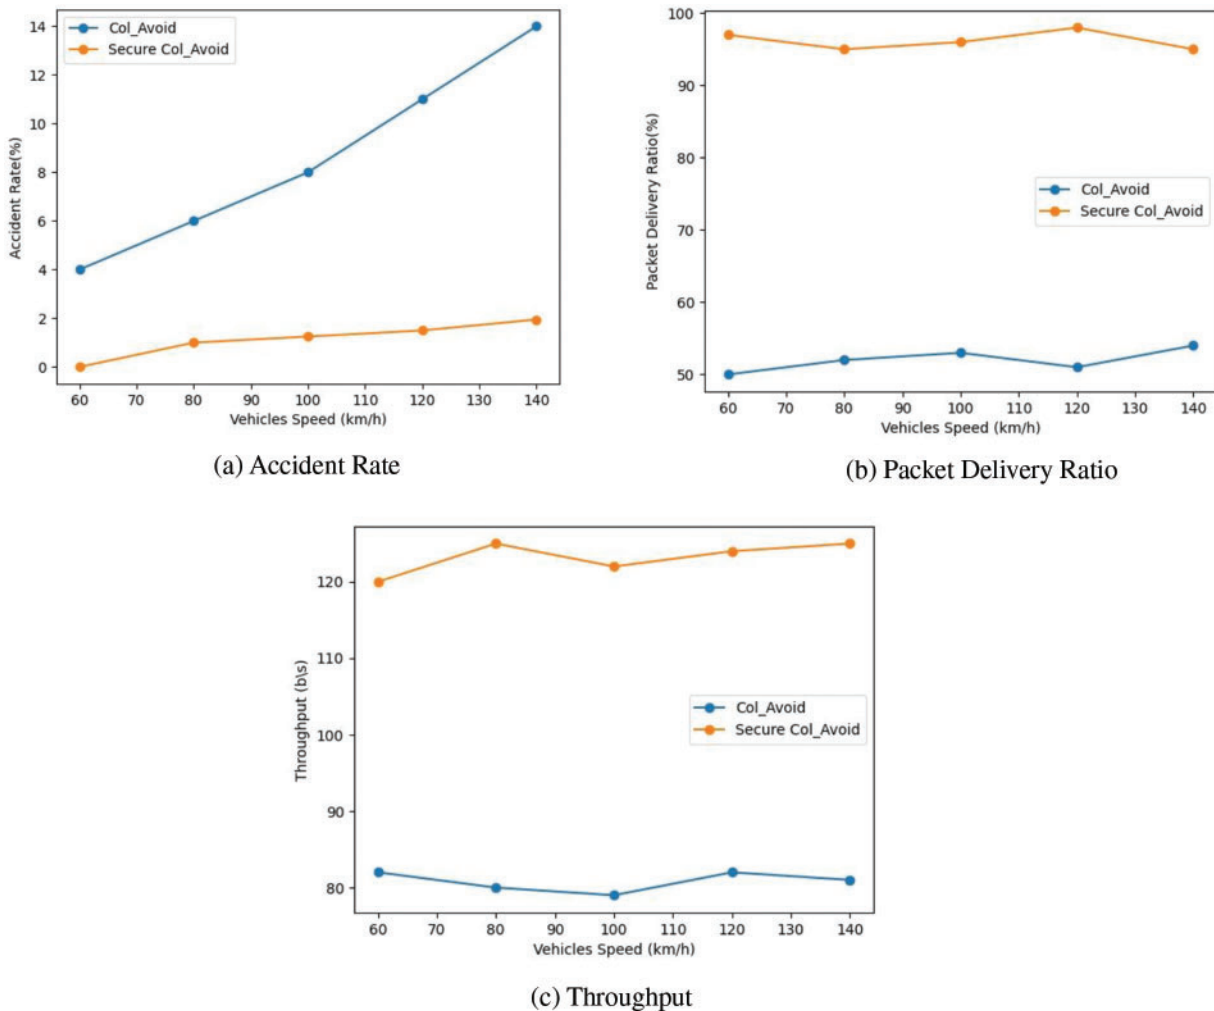 Col_Avoid
Secure Col_Avoid
Accident Rate(%)
14
12
10
8
6
4
2
0
60 70 80 90 100 110 120 130 140
Vehicles Speed (km/h)
(a) Accident Rate
100
90
80
70
60
50
Packet Delivery Ratio(%)
Col_Avoid
Secure Col_Avoid
60 70 80 90 100 110 120 130 140
Vehicles Speed (km/h)
(b) Packet Delivery Ratio
120
110
100
90
80
Throughput (b\s)
Col_Avoid
Secure Col_Avoid
60 70 80 90 100 110 120 130 140
Vehicles Speed (km/h)
(c) Throughput